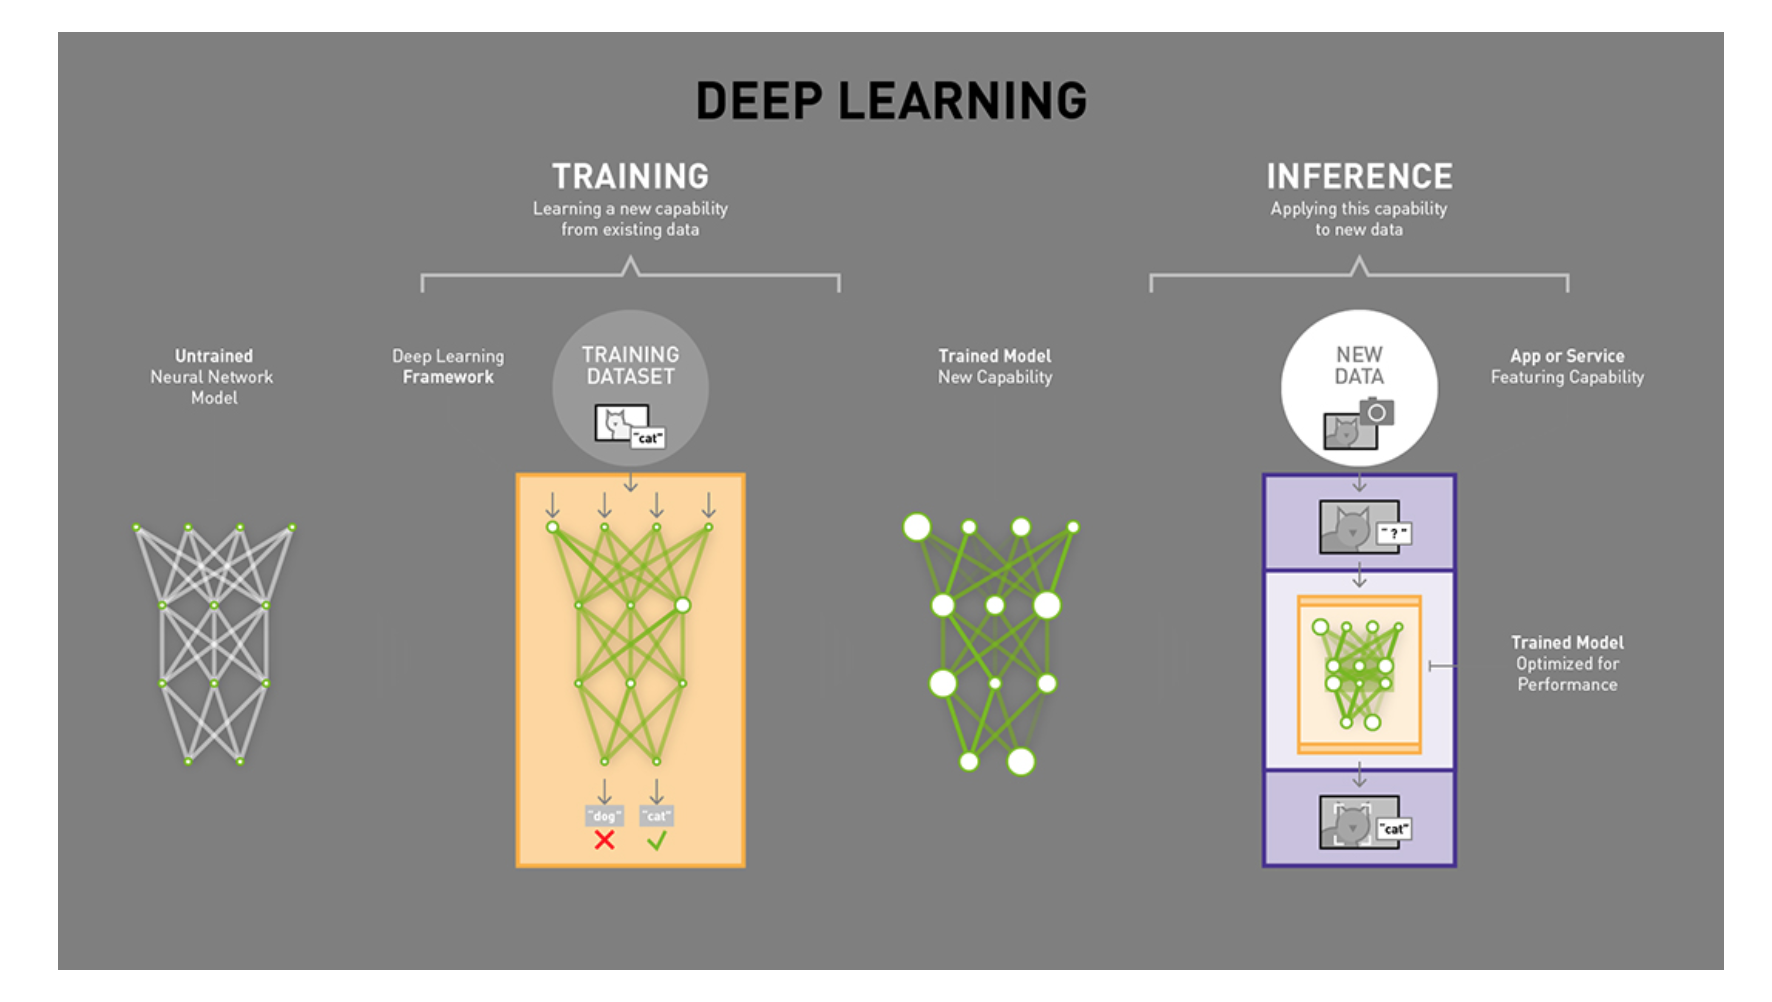 DEEP LEARNING
TRAINING
Learning a new capability
from existing data
INFERENCE
Applying this capability
to new data
Untrained
Neural Network
Model
Deep Learning
Framework
TRAINING
DATASET
"cat"
Trained Model
New Capability
NEW
DATA
App or Service
Featuring Capability
"?"
Trained Model
Optimized for
Performance
"dog"
"cat"
"cat"